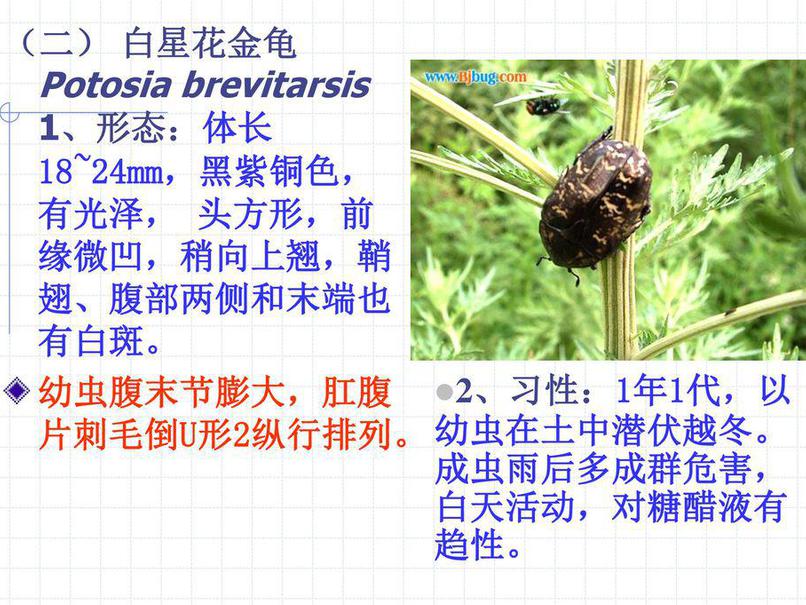 （二） 白星花金龟
Potosia brevitarsis
1、形态：体长
18~24mm，黑紫铜色，
有光泽， 头方形，前
缘微凹，稍向上翘，鞘
翅、腹部两侧和末端也
有白斑。
幼虫腹末节膨大，肛腹
片刺毛倒U形2纵行排列。
www.Bjbug.com
2、习性：1年1代，以
幼虫在土中潜伏越冬。
成虫雨后多成群危害，
白天活动，对糖醋液有
趋性。